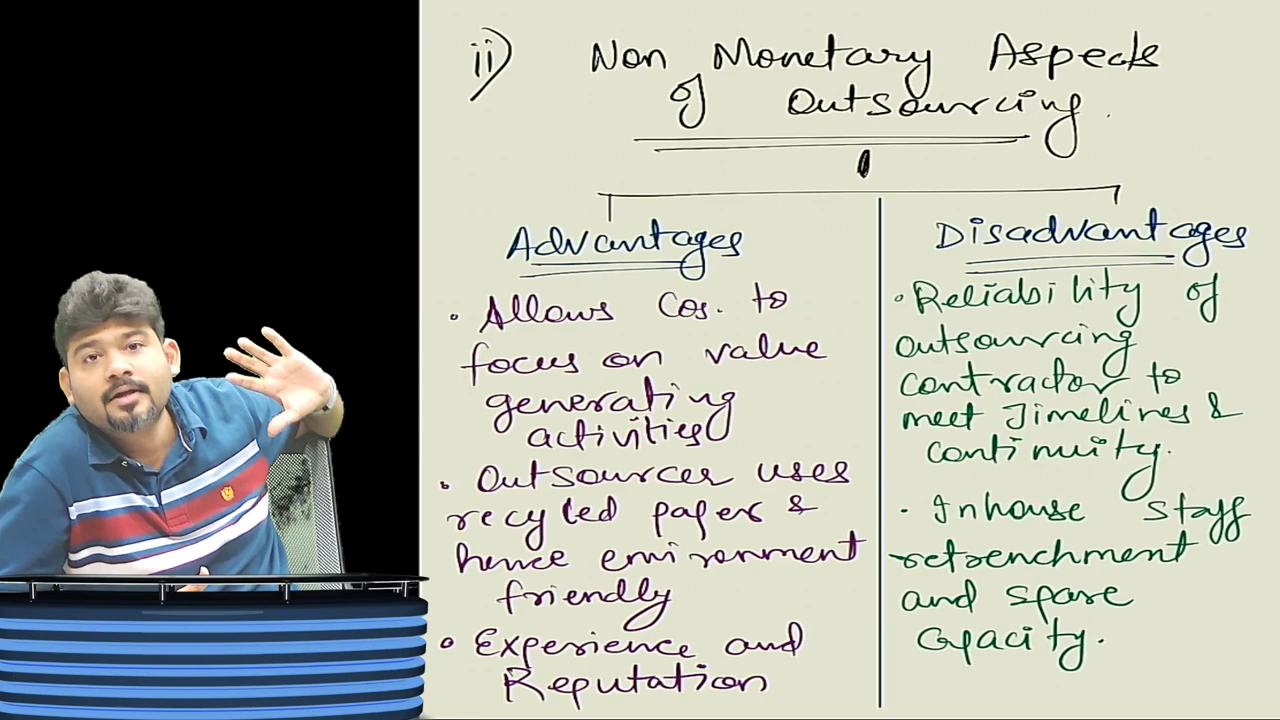 ii) Non Monetary Aspects
of Outsourcing.
Advantages
• Allows Cos. to
focus on value
generating
activities
• Outsourcer uses
recycled paper &
hence environment
friendly
• Experience and
Reputation
Disadvantages
• Reliability of
outsourcing
contractor to
meet Timelines &
continuity.
• Inhouse staff
retrenchment
and spare
Capacity.